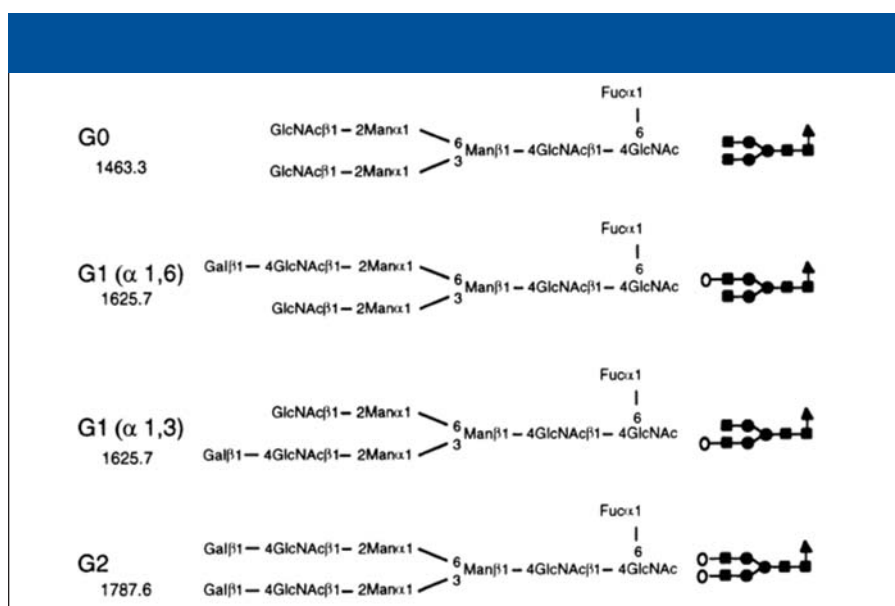 Fucα1
G0
1463.3
GlcNAcβ1– 2Manα1
GlcNAcβ1– 2Manα1
6
3
Manβ1– 4GlcNAcβ1– 4GlcNAc
6
Fucα1
G1 (α 1,6)
1625.7
Galβ1– 4GlcNAcβ1– 2Manα1
GlcNAcβ1– 2Manα1
6
3
Manβ1– 4GlcNAcβ1– 4GlcNAc
6
Fucα1
G1 (α 1,3)
1625.7
GlcNAcβ1– 2Manα1
Galβ1– 4GlcNAcβ1– 2Manα1
6
3
Manβ1– 4GlcNAcβ1– 4GlcNAc
6
Fucα1
G2
1787.6
Galβ1– 4GlcNAcβ1– 2Manα1
Galβ1– 4GlcNAcβ1– 2Manα1
6
3
Manβ1– 4GlcNAcβ1– 4GlcNAc
6